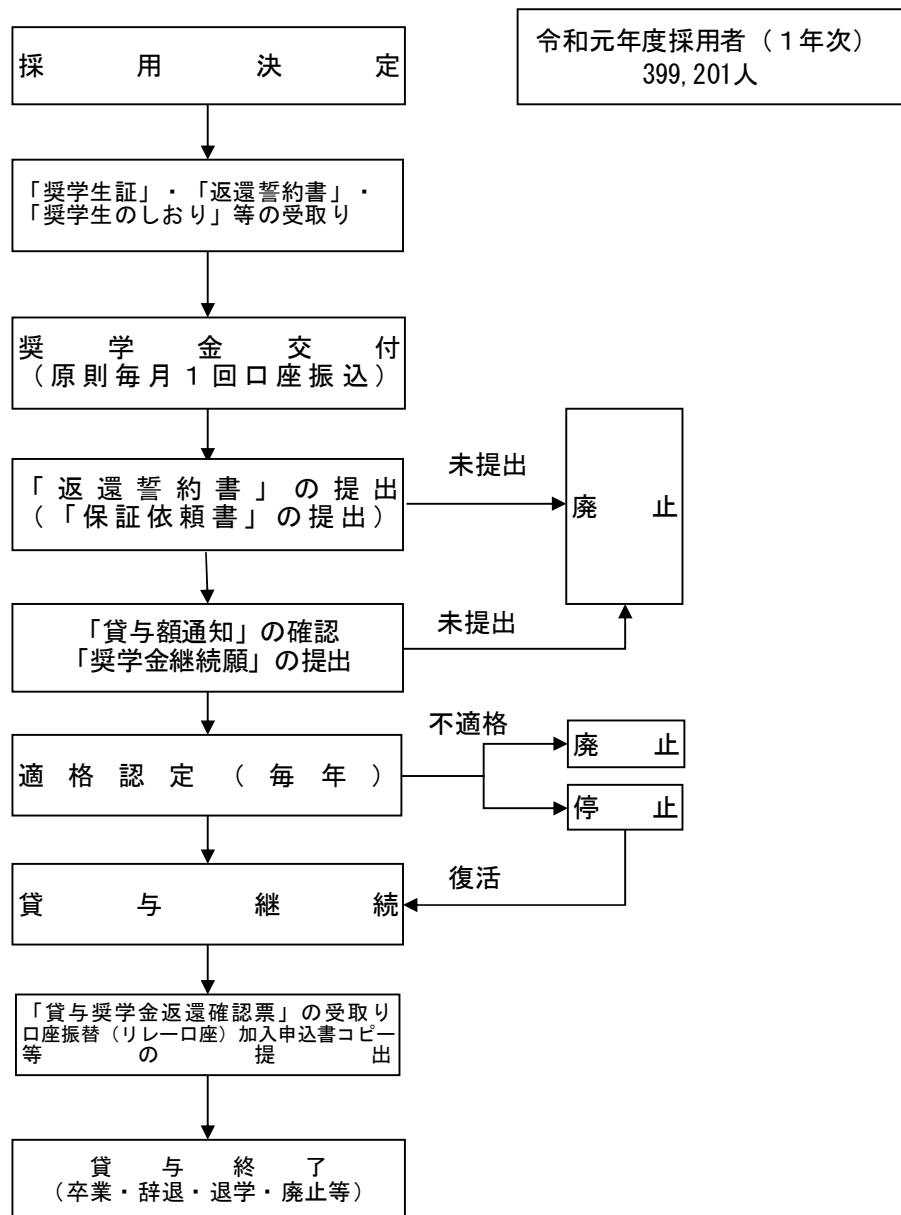 採用決定
令和元年度採用者（１年次）
399,201人
「奨学生証」・「返還誓約書」・
「奨学生のしおり」等の受取り
奨学金交付
（原則毎月１回口座振込）
「返還誓約書」の提出
（「保証依頼書」の提出）
未提出
廃止
「貸与額通知」の確認
「奨学金継続願」の提出
未提出
適格認定（毎年）
不適格
廃止
停止
貸与継続
復活
「貸与奨学金返還確認票」の受取り
口座振替（リレー口座）加入申込書コピー
等の提出
貸与終了
（卒業・辞退・退学・廃止等）